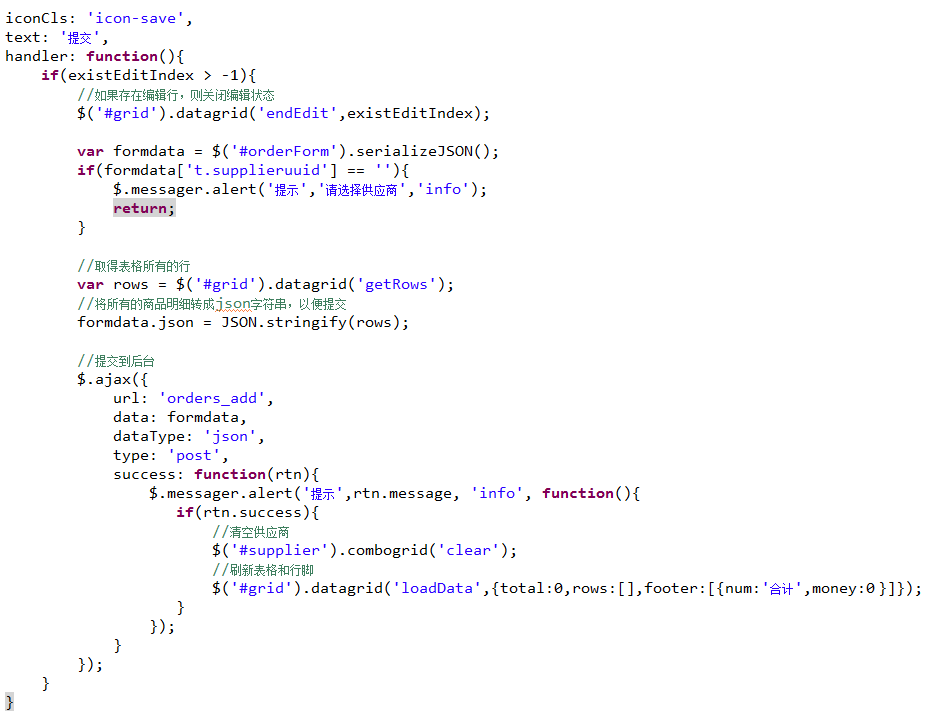 iconCls: 'icon-save',
text: '提交',
handler: function(){
    if(existEditIndex > -1){
        //如果存在编辑行，则关闭编辑状态
        $('#grid').datagrid('endEdit',existEditIndex);

        var formdata = $('#orderForm').serializeJSON();
        if(formdata['t.supplieruuid'] == ''){
            $.messager.alert('提示','请选择供应商','info');
            return;
        }

        //取得表格所有的行
        var rows = $('#grid').datagrid('getRows');
        //将所有的商品明细转成json字符串，以便提交
        formdata.json = JSON.stringify(rows);

        //提交到后台
        $.ajax({
            url: 'orders_add',
            data: formdata,
            dataType: 'json',
            type: 'post',
            success: function(rtn){
                $.messager.alert('提示',rtn.message, 'info', function(){
                   if(rtn.success){
                       //清空供应商
                       $('#supplier').combogrid('clear');
                       //刷新表格和行脚
                       $('#grid').datagrid('loadData',{total:0,rows:[],footer:[{num:'合计',money:0}]});
                   }
                });
            }
        });
    }
}